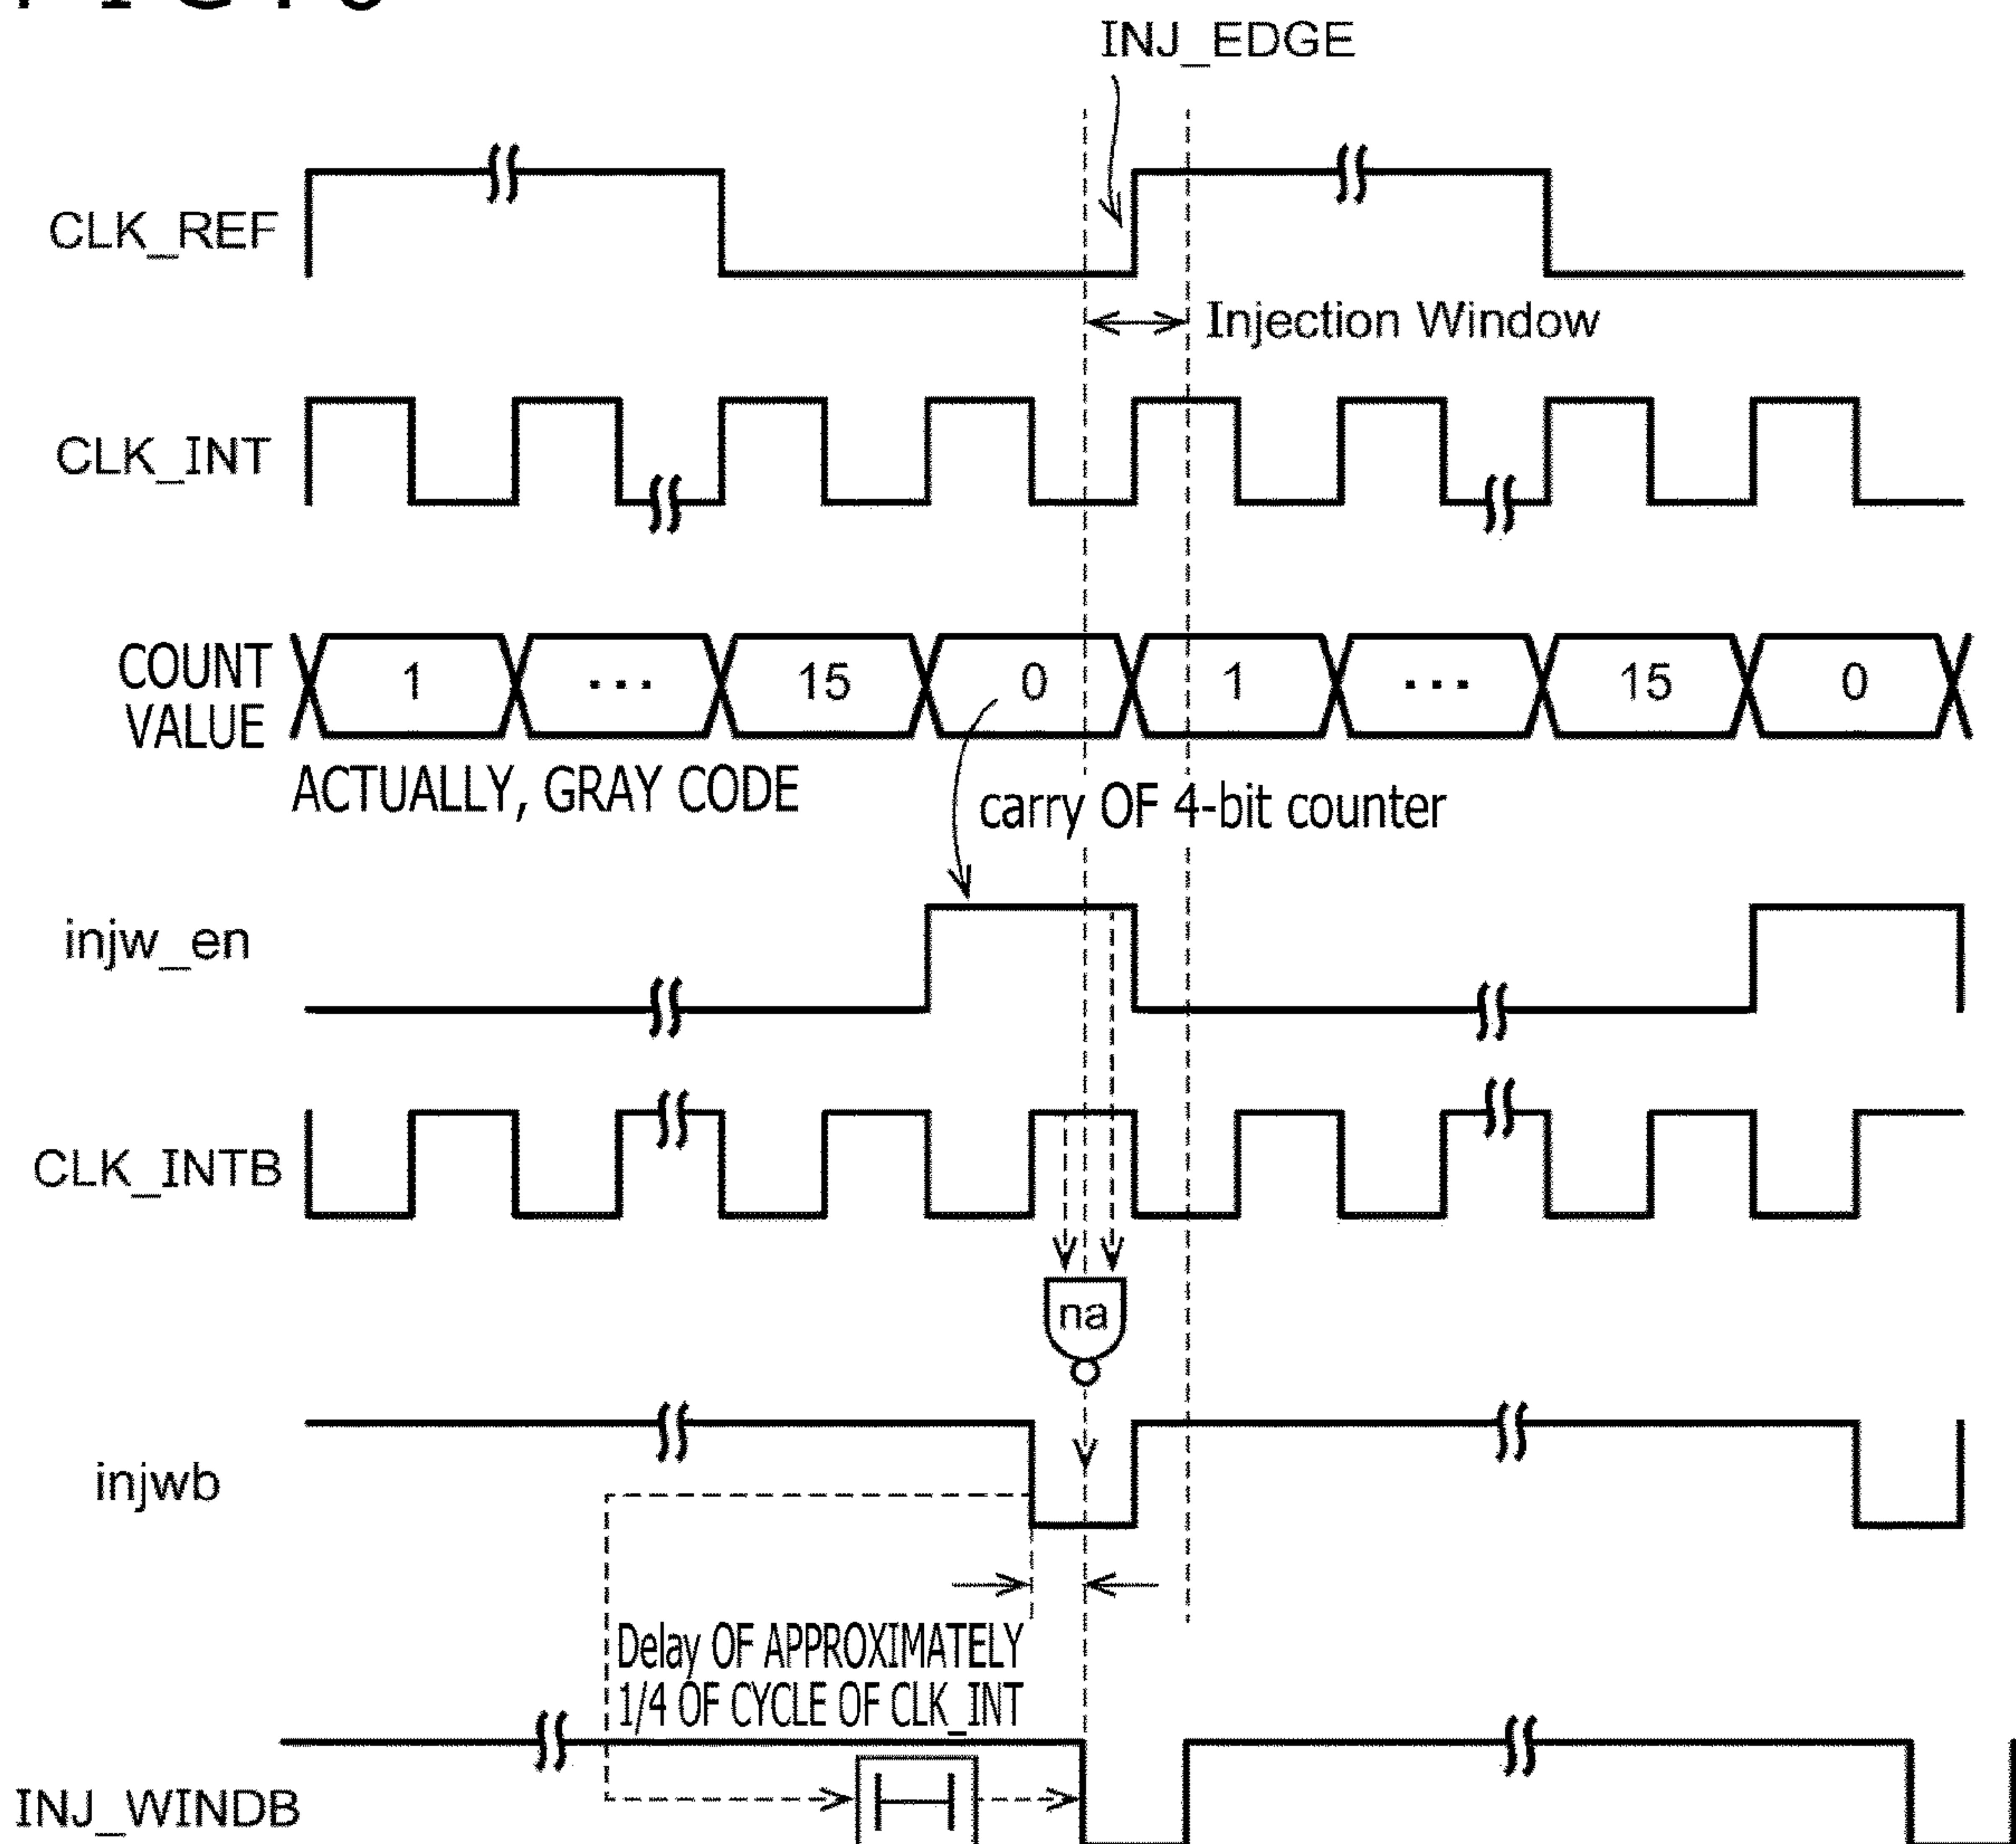 INJ_EDGE
CLK_REF
Injection Window
CLK_INT
COUNT
VALUE
1 ... 15 0 1 ... 15 0
ACTUALLY, GRAY CODE
carry OF 4-bit counter
injw_en
CLK_INTB
na
injwb
Delay OF APPROXIMATELY
1/4 OF CYCLE OF CLK_INT
INJ_WINDB